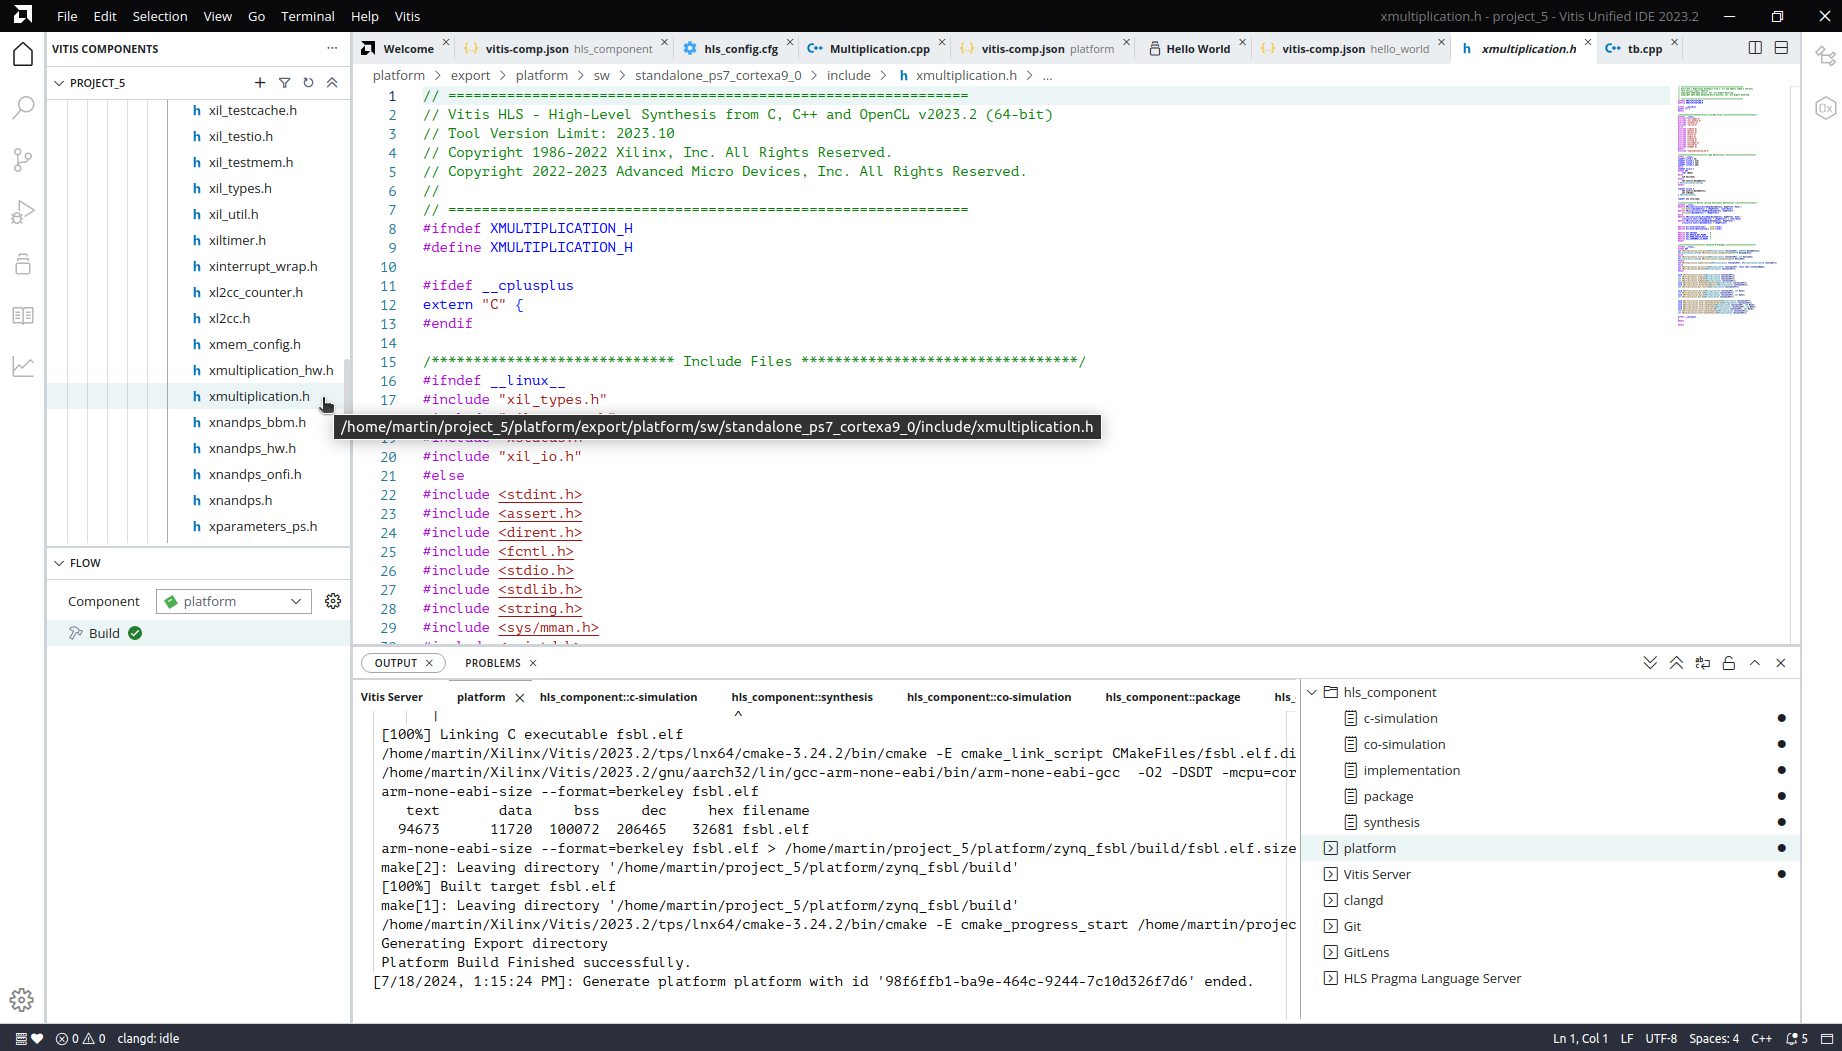 File Edit Selection View Go Terminal Help Vitis
xmultiplication.h - project_5 - Vitis Unified IDE 2023.2
VITIS COMPONENTS
PROJECT_5
xil_testcache.h
xil_testio.h
xil_testmem.h
xil_types.h
xil_util.h
xiltimer.h
xinterrupt_wrap.h
xl2cc_counter.h
xl2cc.h
xmem_config.h
xmultiplication_hw.h
xmultiplication.h
xnandps_bbm.h
xnandps_hw.h
xnandps_onfi.h
xnandps.h
xparameters_ps.h
FLOW
Component platform
Build
Welcome vitis-comp.json hls_component hls_config.cfg Multiplication.cpp vitis-comp.json platform Hello World vitis-comp.json hello_world xmultiplication.h tb.cpp
platform > export > platform > sw > standalone_ps7_cortexa9_0 > include > h xmultiplication.h > ...
1 // ==============================================================
2 // Vitis HLS - High-Level Synthesis from C, C++ and OpenCL v2023.2 (64-bit)
3 // Tool Version Limit: 2023.10
4 // Copyright 1986-2022 Xilinx, Inc. All Rights Reserved.
5 // Copyright 2022-2023 Advanced Micro Devices, Inc. All Rights Reserved.
6 //
7 // ==============================================================
8 #ifndef XMULTIPLICATION_H
9 #define XMULTIPLICATION_H
10
11 #ifdef __cplusplus
12 extern "C" {
13 #endif
14
15 /***************************** Include Files *********************************/
16 #ifndef __linux__
17 #include "xil_types.h"
/home/martin/project_5/platform/export/platform/sw/standalone_ps7_cortexa9_0/include/xmultiplication.h
20 #include "xil_io.h"
21 #else
22 #include <stdint.h>
23 #include <assert.h>
24 #include <dirent.h>
25 #include <fcntl.h>
26 #include <stdio.h>
27 #include <stdlib.h>
28 #include <string.h>
29 #include <sys/mman.h>
OUTPUT PROBLEMS
Vitis Server platform hls_component::c-simulation hls_component::synthesis hls_component::co-simulation hls_component::package hls_
| ^
[100%] Linking C executable fsbl.elf
/home/martin/Xilinx/Vitis/2023.2/tps/lnx64/cmake-3.24.2/bin/cmake -E cmake_link_script CMakeFiles/fsbl.elf.di
/home/martin/Xilinx/Vitis/2023.2/gnu/aarch32/lin/gcc-arm-none-eabi/bin/arm-none-eabi-gcc -O2 -DSDT -mcpu=cor
arm-none-eabi-size --format=berkeley fsbl.elf
text data bss dec hex filename
94673 11720 100072 206465 32681 fsbl.elf
arm-none-eabi-size --format=berkeley fsbl.elf > /home/martin/project_5/platform/zynq_fsbl/build/fsbl.elf.size
make[2]: Leaving directory '/home/martin/project_5/platform/zynq_fsbl/build'
[100%] Built target fsbl.elf
make[1]: Leaving directory '/home/martin/project_5/platform/zynq_fsbl/build'
/home/martin/Xilinx/Vitis/2023.2/tps/lnx64/cmake-3.24.2/bin/cmake -E cmake_progress_start /home/martin/projec
Generating Export directory
Platform Build Finished successfully.
[7/18/2024, 1:15:24 PM]: Generate platform platform with id '98f6ffb1-ba9e-464c-9244-7c10d326f7d6' ended.
hls_component
c-simulation
co-simulation
implementation
package
synthesis
platform
Vitis Server
clangd
Git
GitLens
HLS Pragma Language Server
0 0 clangd: idle
Ln 1, Col 1 LF UTF-8 Spaces: 4 C++ 5